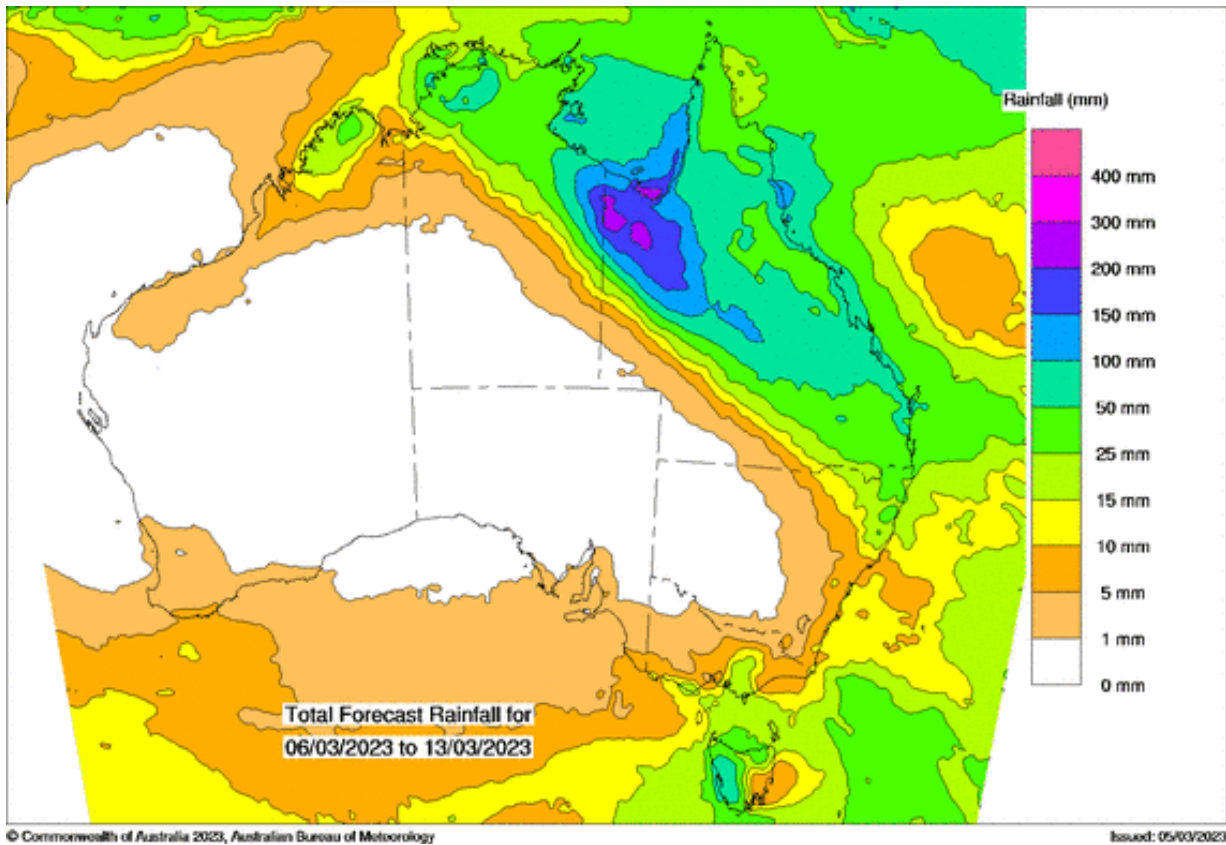 Rainfall (mm)
400 mm
300 mm
200 mm
150 mm
100 mm
50 mm
25 mm
15 mm
10 mm
5 mm
1 mm
0 mm
Total Forecast Rainfall for
06/03/2023 to 13/03/2023
© Commonwealth of Australia 2023, Australian Bureau of Meteorology
Issued: 05/03/2023